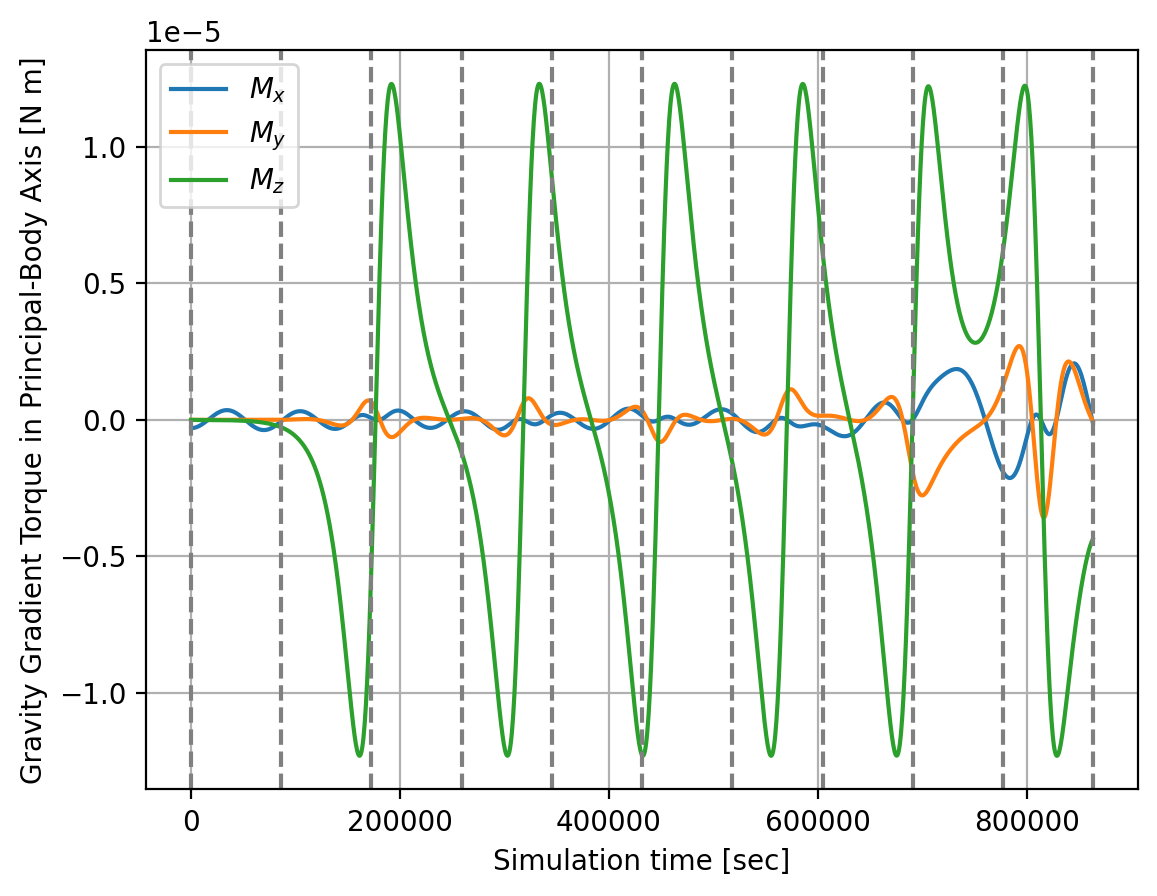 1e−5
Gravity Gradient Torque in Principal-Body Axis [N m]
M_x
M_y
M_z
1.0
0.5
0.0
−0.5
−1.0
0 200000 400000 600000 800000
Simulation time [sec]